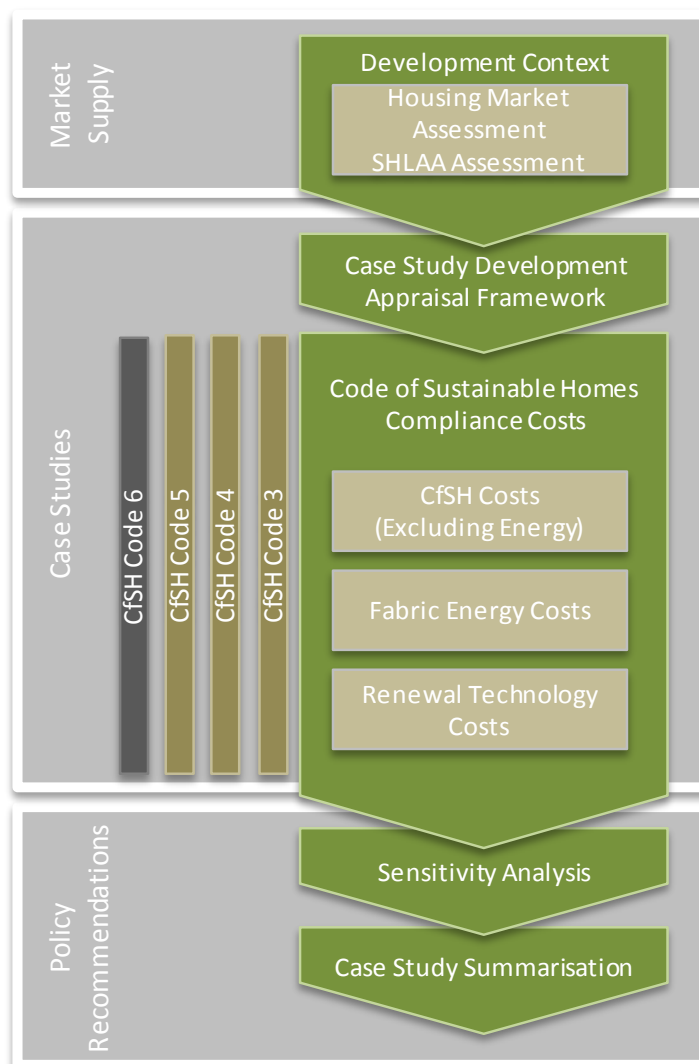 Market
Supply
Development Context
Housing Market
Assessment
SHLAA Assessment
Case Studies
Case Study Development
Appraisal Framework
CfSH Code 6
CfSH Code 5
CfSH Code 4
CfSH Code 3
Code of Sustainable Homes
Compliance Costs
CfSH Costs
(Excluding Energy)
Fabric Energy Costs
Renewal Technology
Costs
Policy
Recommendations
Sensitivity Analysis
Case Study Summarisation